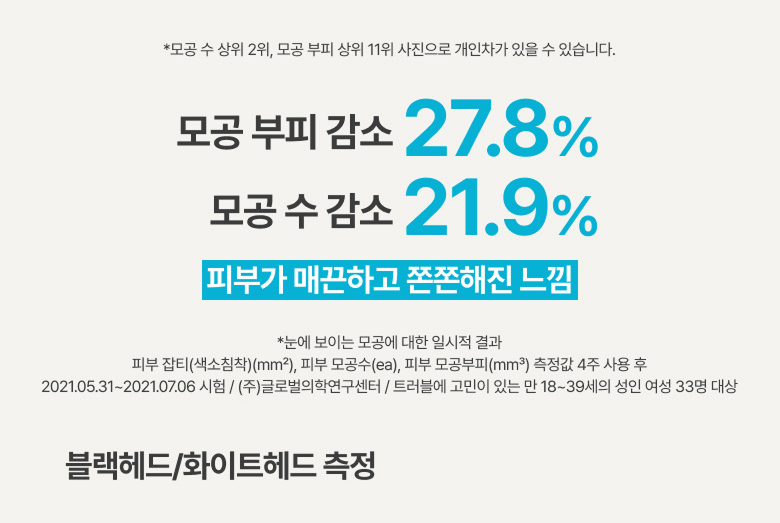 *모공 수 상위 2위, 모공 부피 상위 11위 사진으로 개인차가 있을 수 있습니다.
모공 부피 감소 27.8%
모공 수 감소 21.9%
피부가 매끈하고 쫀쫀해진 느낌
*눈에 보이는 모공에 대한 일시적 결과
피부 잡티(색소침착)(mm²), 피부 모공수(ea), 피부 모공부피(mm³) 측정값 4주 사용 후
2021.05.31~2021.07.06 시험 / (주)글로벌의학연구센터 / 트러블에 고민이 있는 만 18~39세의 성인 여성 33명 대상
블랙헤드/화이트헤드 측정